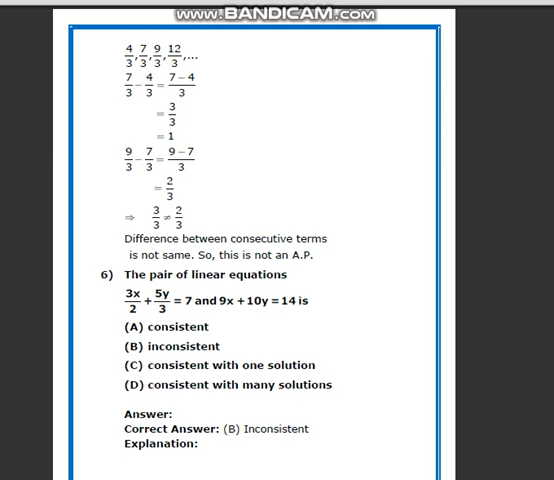 www.BANDICAM.com
4/3, 7/3, 9/3, 12/3, ...
7/3 − 4/3 = (7 − 4)/3
= 3/3
= 1
9/3 − 7/3 = (9 − 7)/3
= 2/3
⇒ 3/3 ≠ 2/3
Difference between consecutive terms
is not same. So, this is not an A.P.
6) The pair of linear equations
3x/2 + 5y/3 = 7 and 9x + 10y = 14 is
(A) consistent
(B) inconsistent
(C) consistent with one solution
(D) consistent with many solutions
Answer:
Correct Answer: (B) Inconsistent
Explanation: